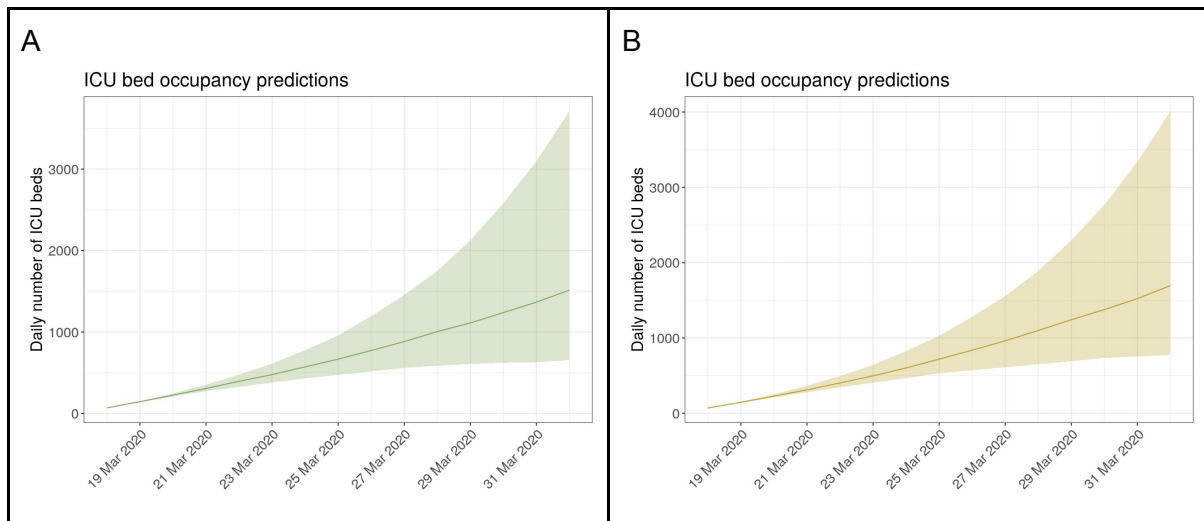 A
ICU bed occupancy predictions
Daily number of ICU beds
3000
2000
1000
0
19 Mar 2020
21 Mar 2020
23 Mar 2020
25 Mar 2020
27 Mar 2020
29 Mar 2020
31 Mar 2020
B
ICU bed occupancy predictions
Daily number of ICU beds
4000
3000
2000
1000
0
19 Mar 2020
21 Mar 2020
23 Mar 2020
25 Mar 2020
27 Mar 2020
29 Mar 2020
31 Mar 2020